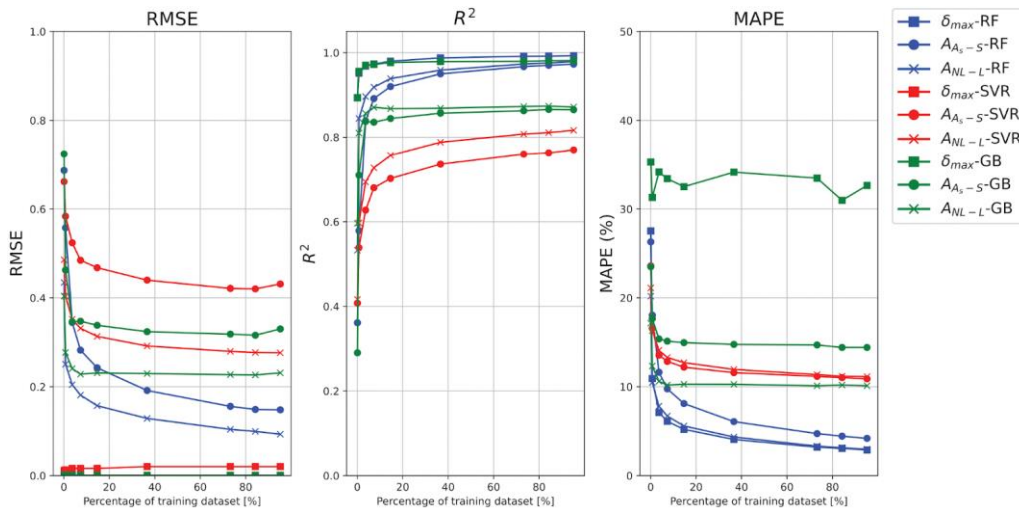 RMSE
R²
MAPE
1.0
0.8
0.6
0.4
0.2
0.0
RMSE
0 20 40 60 80
Percentage of training dataset [%]
1.0
0.8
0.6
0.4
0.2
0.0
R²
0 20 40 60 80
Percentage of training dataset [%]
50
40
30
20
10
0
MAPE (%)
0 20 40 60 80
Percentage of training dataset [%]
δmax-RF
AAs−S-RF
ANL−L-RF
δmax-SVR
AAs−S-SVR
ANL−L-SVR
δmax-GB
AAs−S-GB
ANL−L-GB